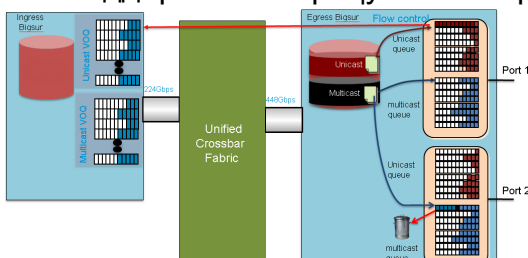 Ingress
Bigsur
Unicast VOQ
Multicast VOQ
224Gbps
Unified
Crossbar
Fabric
448Gbps
Egress Bigsur
Flow control
Unicast
queue
Unicast
Multicast
multicast
queue
Port 1
Unicast
queue
Port 2
multicast